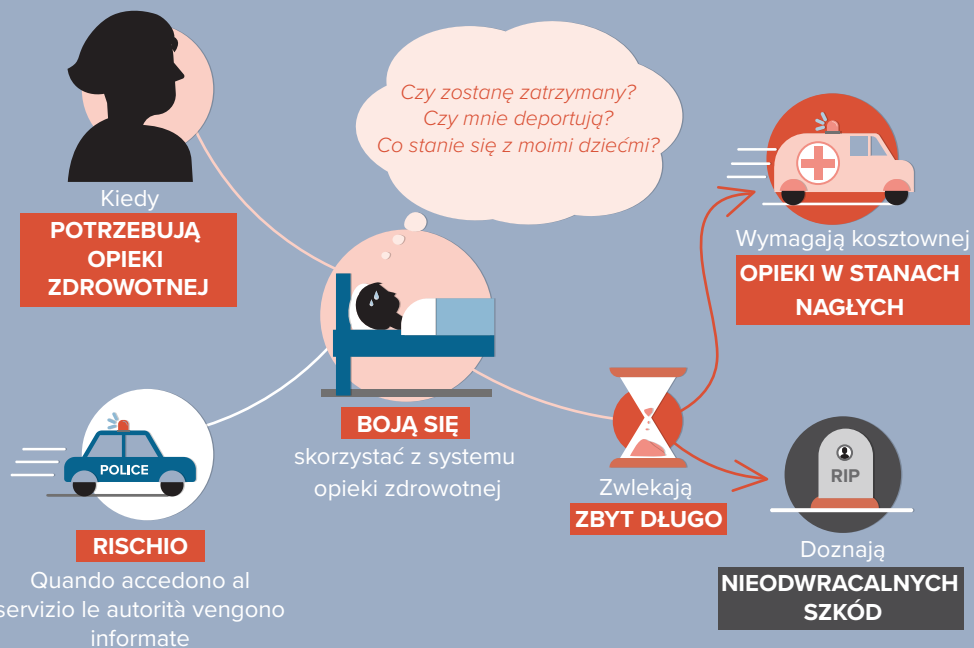 Kiedy
POTRZEBUJĄ
OPIEKI
ZDROWOTNEJ
Czy zostanę zatrzymany?
Czy mnie deportują?
Co stanie się z moimi dziećmi?
POLICE
RISCHIO
Quando accedono al
servizio le autorità vengono
informate
BOJĄ SIĘ
skorzystać z systemu
opieki zdrowotnej
Zwlekają
ZBYT DŁUGO
Wymagają kosztownej
OPIEKI W STANACH
NAGŁYCH
RIP
Doznają
NIEODWRACALNYCH
SZKÓD